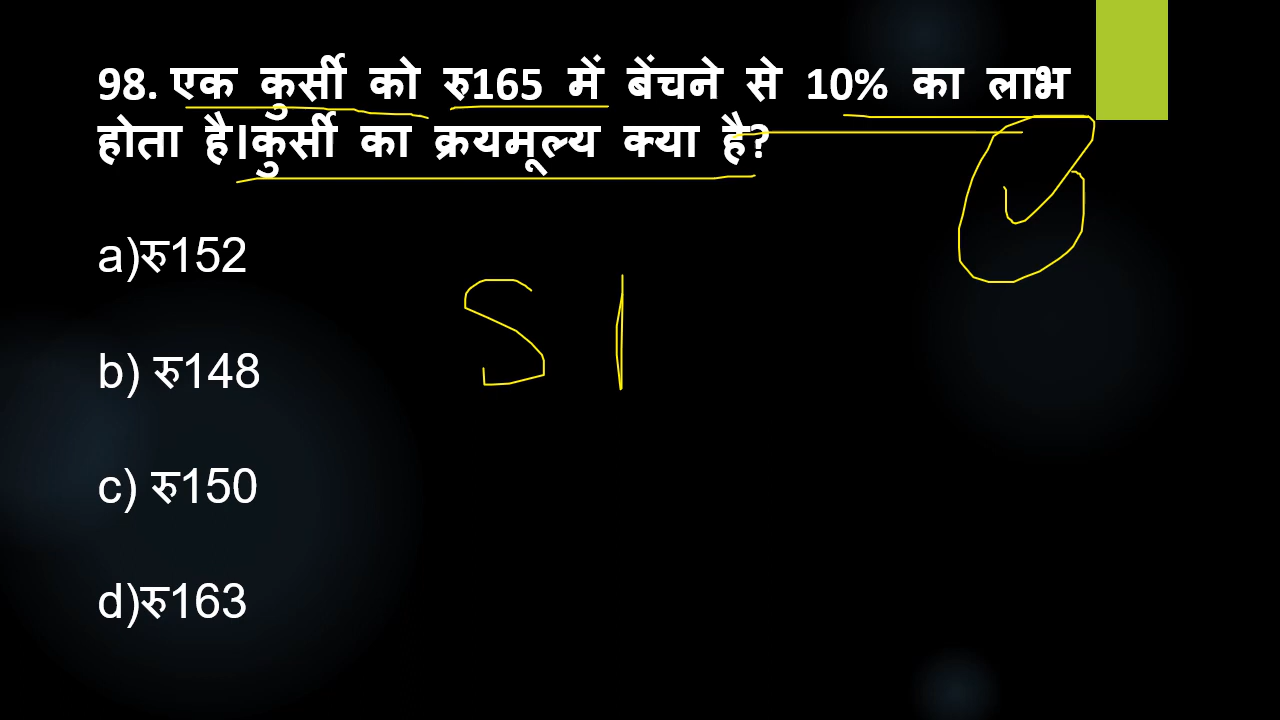 98. एक कुर्सी को रु165 में बेंचने से 10% का लाभ
होता है।कुर्सी का क्रयमूल्य क्या है?
a)रु152
S I
b) रु148
c) रु150
d)रु163